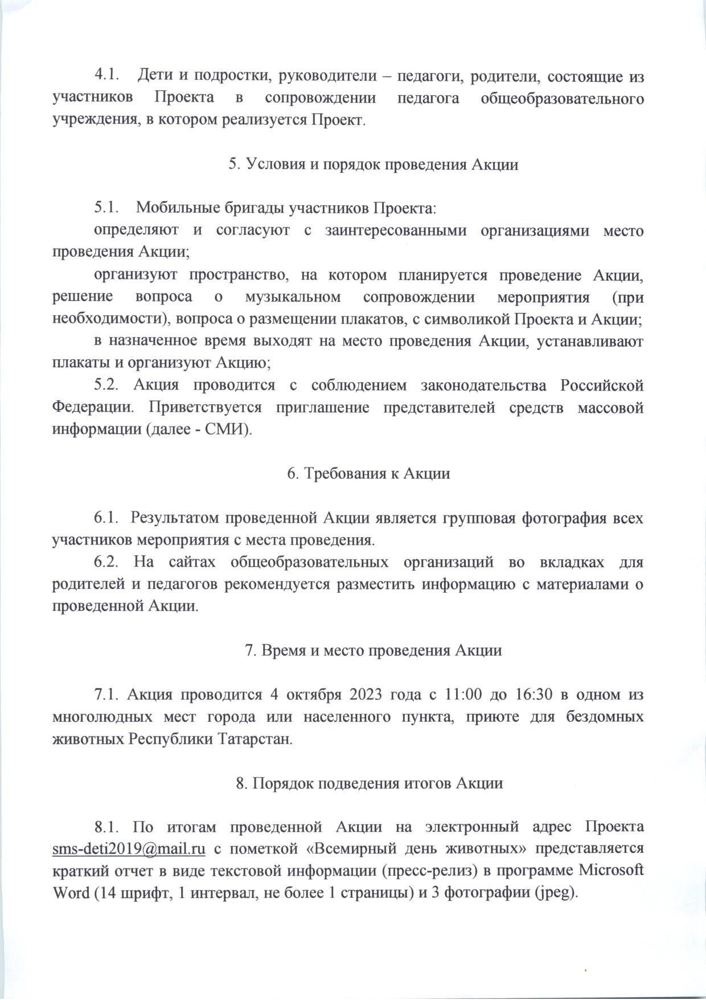 4.1. Дети и подростки, руководители – педагоги, родители, состоящие из
участников Проекта в сопровождении педагога общеобразовательного
учреждения, в котором реализуется Проект.
5. Условия и порядок проведения Акции
5.1. Мобильные бригады участников Проекта:
определяют и согласуют с заинтересованными организациями место
проведения Акции;
организуют пространство, на котором планируется проведение Акции,
решение вопроса о музыкальном сопровождении мероприятия (при
необходимости), вопроса о размещении плакатов, с символикой Проекта и Акции;
в назначенное время выходят на место проведения Акции, устанавливают
плакаты и организуют Акцию;
5.2. Акция проводится с соблюдением законодательства Российской
Федерации. Приветствуется приглашение представителей средств массовой
информации (далее - СМИ).
6. Требования к Акции
6.1. Результатом проведенной Акции является групповая фотография всех
участников мероприятия с места проведения.
6.2. На сайтах общеобразовательных организаций во вкладках для
родителей и педагогов рекомендуется разместить информацию с материалами о
проведенной Акции.
7. Время и место проведения Акции
7.1. Акция проводится 4 октября 2023 года с 11:00 до 16:30 в одном из
многолюдных мест города или населенного пункта, приюте для бездомных
животных Республики Татарстан.
8. Порядок подведения итогов Акции
8.1. По итогам проведенной Акции на электронный адрес Проекта
sms-deti2019@mail.ru с пометкой «Всемирный день животных» представляется
краткий отчет в виде текстовой информации (пресс-релиз) в программе Microsoft
Word (14 шрифт, 1 интервал, не более 1 страницы) и 3 фотографии (jpeg).